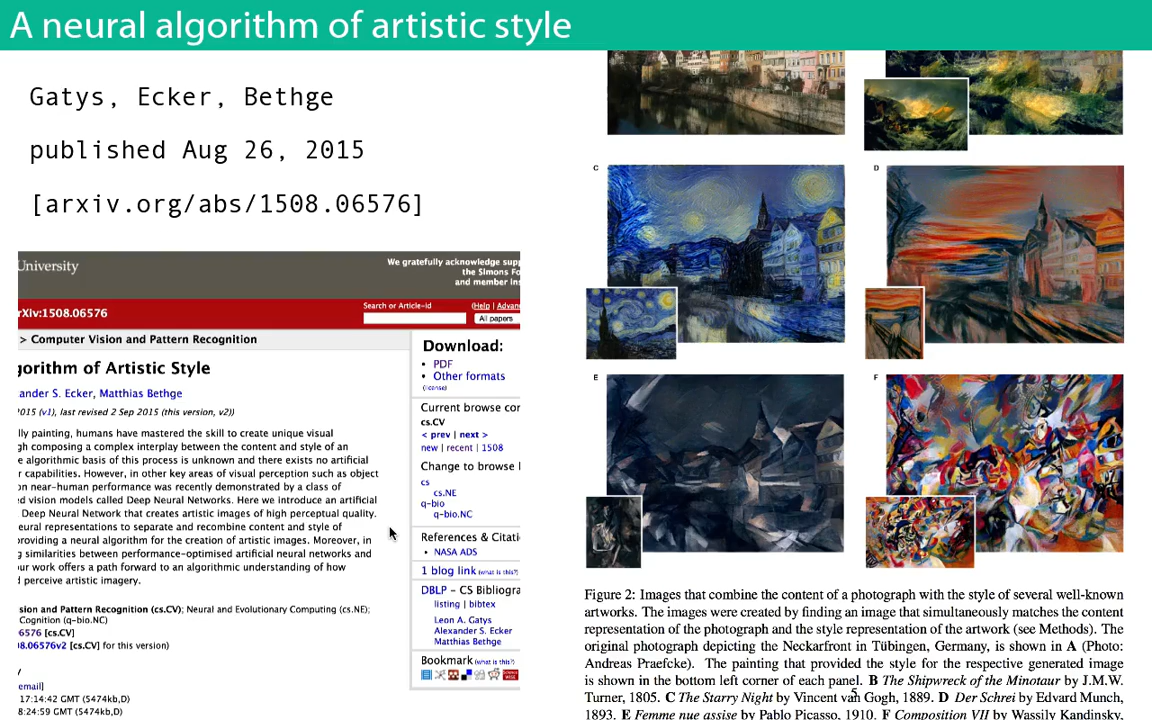 A neural algorithm of artistic style
Gatys, Ecker, Bethge
published Aug 26, 2015
[arxiv.org/abs/1508.06576]
University
We gratefully acknowledge supp
the Simons Fo
and member in
rXiv:1508.06576
Search or Article-id
(Help | Advan
All papers
> Computer Vision and Pattern Recognition
gorithm of Artistic Style
ander S. Ecker, Matthias Bethge
2015 (v1), last revised 2 Sep 2015 (this version, v2))
lly painting, humans have mastered the skill to create unique visual
gh composing a complex interplay between the content and style of an
e algorithmic basis of this process is unknown and there exists no artificial
r capabilities. However, in other key areas of visual perception such as object
on near-human performance was recently demonstrated by a class of
ed vision models called Deep Neural Networks. Here we introduce an artificial
Deep Neural Network that creates artistic images of high perceptual quality.
eural representations to separate and recombine content and style of
providing a neural algorithm for the creation of artistic images. Moreover, in
g similarities between performance-optimised artificial neural networks and
ur work offers a path forward to an algorithmic understanding of how
d perceive artistic imagery.
sion and Pattern Recognition (cs.CV); Neural and Evolutionary Computing (cs.NE);
Cognition (q-bio.NC)
6576 [cs.CV]
08.06576v2 [cs.CV] for this version)
y
email]
17:14:42 GMT (5474kb,D)
8:24:59 GMT (5474kb,D)
Download:
• PDF
• Other formats
(license)
Current browse cor
cs.CV
< prev | next >
new | recent | 1508
Change to browse l
cs
cs.NE
q-bio
q-bio.NC
References & Citati
• NASA ADS
1 blog link (what is this?)
DBLP - CS Bibliogra
listing | bibtex
Leon A. Gatys
Alexander S. Ecker
Matthias Bethge
Bookmark (what is this?)
C
D
E
F
Figure 2: Images that combine the content of a photograph with the style of several well-known
artworks. The images were created by finding an image that simultaneously matches the content
representation of the photograph and the style representation of the artwork (see Methods). The
original photograph depicting the Neckarfront in Tübingen, Germany, is shown in A (Photo:
Andreas Praefcke). The painting that provided the style for the respective generated image
is shown in the bottom left corner of each panel. B The Shipwreck of the Minotaur by J.M.W.
Turner, 1805. C The Starry Night by Vincent van Gogh, 1889. D Der Schrei by Edvard Munch,
1893. E Femme nue assise by Pablo Picasso, 1910. F Composition VII by Wassily Kandinsky,
5